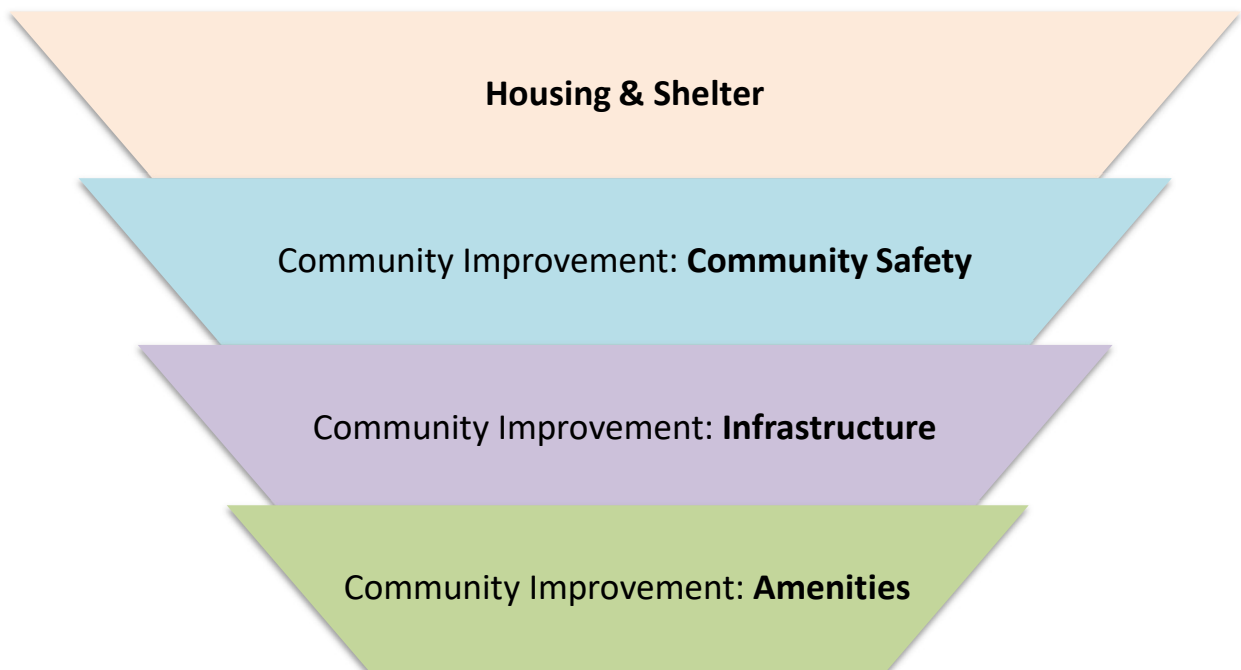 Housing & Shelter
Community Improvement: Community Safety
Community Improvement: Infrastructure
Community Improvement: Amenities